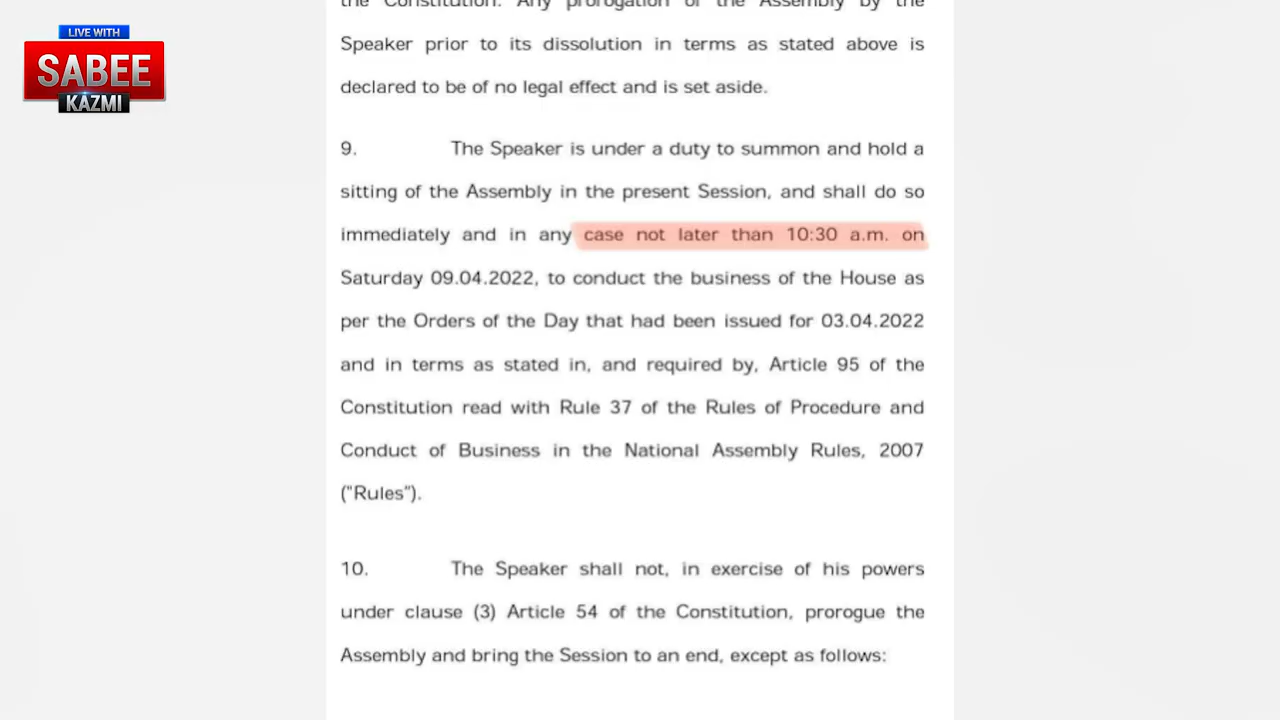 LIVE WITH
SABEE
KAZMI
the Constitution. Any prorogation of the Assembly by the
Speaker prior to its dissolution in terms as stated above is
declared to be of no legal effect and is set aside.
9. The Speaker is under a duty to summon and hold a
sitting of the Assembly in the present Session, and shall do so
immediately and in any case not later than 10:30 a.m. on
Saturday 09.04.2022, to conduct the business of the House as
per the Orders of the Day that had been issued for 03.04.2022
and in terms as stated in, and required by, Article 95 of the
Constitution read with Rule 37 of the Rules of Procedure and
Conduct of Business in the National Assembly Rules, 2007
("Rules").
10. The Speaker shall not, in exercise of his powers
under clause (3) Article 54 of the Constitution, prorogue the
Assembly and bring the Session to an end, except as follows: